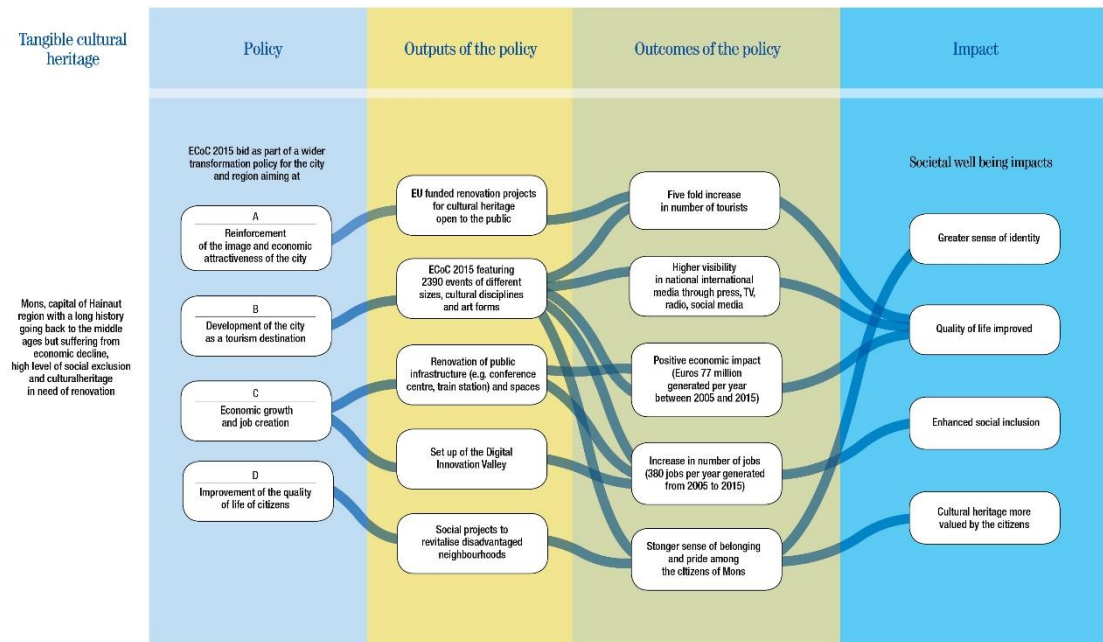 Tangible cultural
heritage
Policy
Outputs of the policy
Outcomes of the policy
Impact
Mons, capital of Hainaut
region with a long history
going back to the middle
ages but suffering from
economic decline,
high level of social exclusion
and culturalheritage
in need of renovation
ECoC 2015 bid as part of a wider
transformation policy for the city
and region aiming at
A
Reinforcement
of the image and economic
attractiveness of the city
B
Development of the city
as a tourism destination
C
Economic growth
and job creation
D
Improvement of the quality
of life of citizens
EU funded renovation projects
for cultural heritage
open to the public
ECoC 2015 featuring
2390 events of different
sizes, cultural disciplines
and art forms
Renovation of public
infrastructure (e.g. conference
centre, train station) and spaces
Set up of the Digital
Innovation Valley
Social projects to
revitalise disadvantaged
neighbourhoods
Five fold increase
in number of tourists
Higher visibility
in national international
media through press, TV,
radio, social media
Positive economic impact
(Euros 77 million
generated per year
between 2005 and 2015)
Increase in number of jobs
(380 jobs per year generated
from 2005 to 2015)
Stonger sense of belonging
and pride among
the citizens of Mons
Societal well being impacts
Greater sense of identity
Quality of life improved
Enhanced social inclusion
Cultural heritage more
valued by the citizens